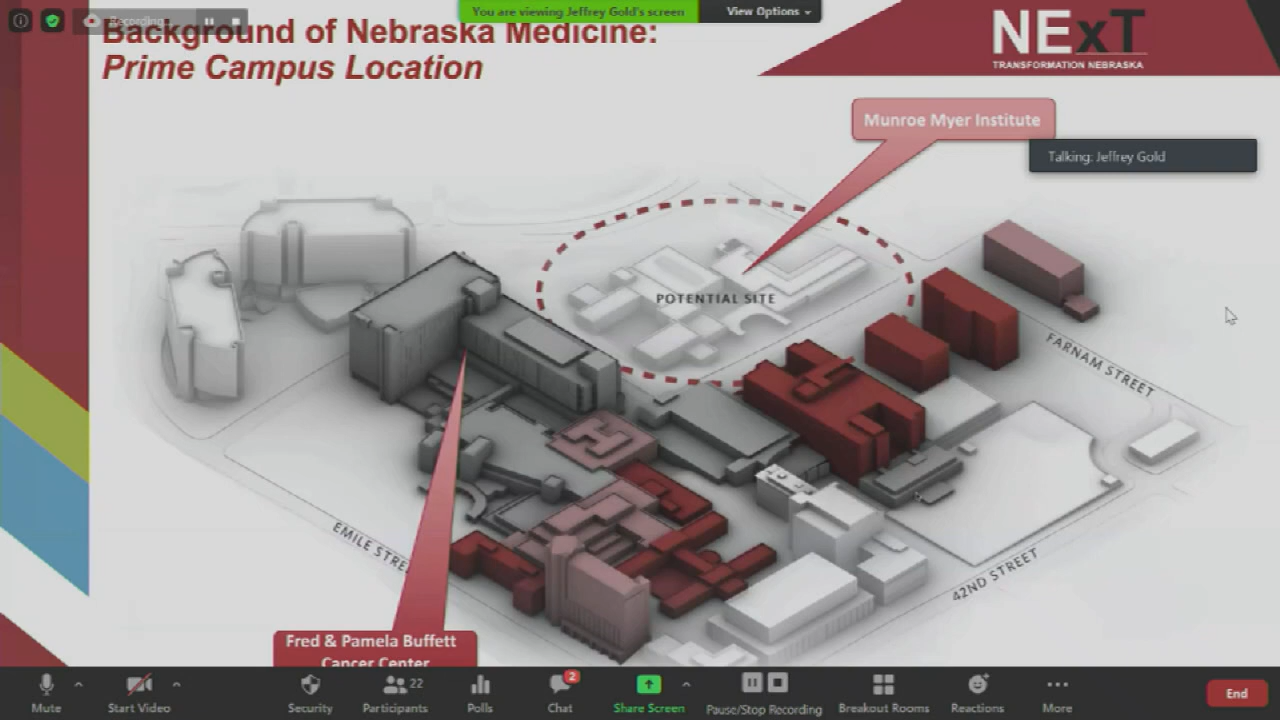 Recording
You are viewing Jeffrey Gold's screen
View Options
Background of Nebraska Medicine:
Prime Campus Location
NExT
TRANSFORMATION NEBRASKA
Munroe Myer Institute
Talking: Jeffrey Gold
POTENTIAL SITE
FARNAM STREET
EMILE STRE
42ND STREET
Fred & Pamela Buffett
Cancer Center
Mute
Start Video
Security
Participants
22
Polls
Chat
2
Share Screen
Pause/Stop Recording
Breakout Rooms
Reactions
More
End